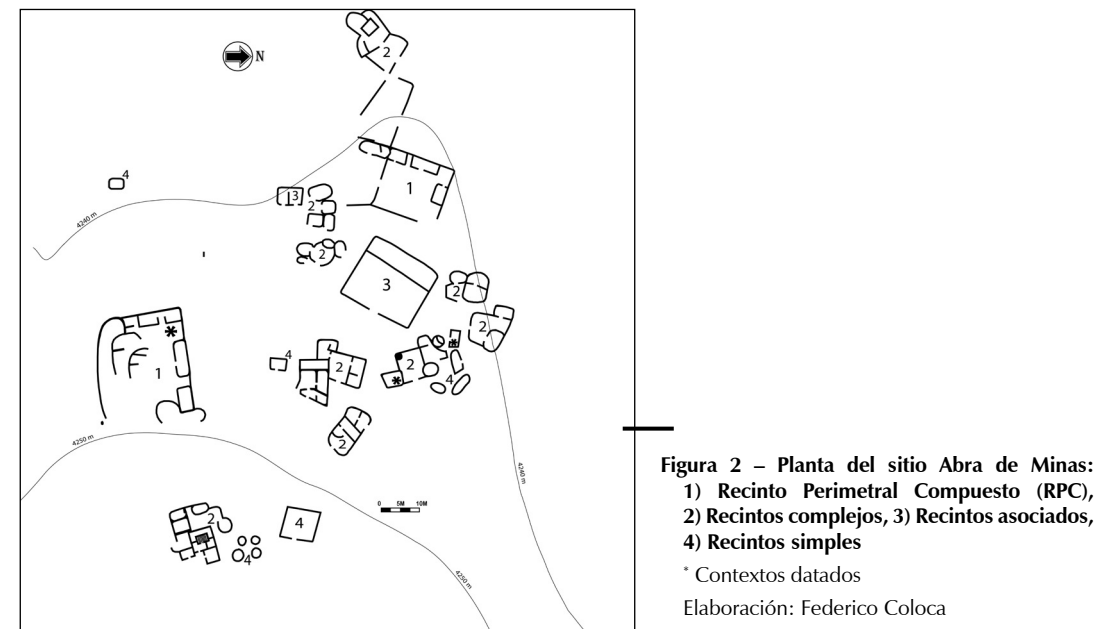 2
N
1
4
3
2
4240 m
2
3
2
2
4
2
2
1
4
2
4250 m
4240 m
0 5M 10M
2
4
4
4250 m
Figura 2 – Planta del sitio Abra de Minas:
1) Recinto Perimetral Compuesto (RPC),
2) Recintos complejos, 3) Recintos asociados,
4) Recintos simples
* Contextos datados
Elaboración: Federico Coloca